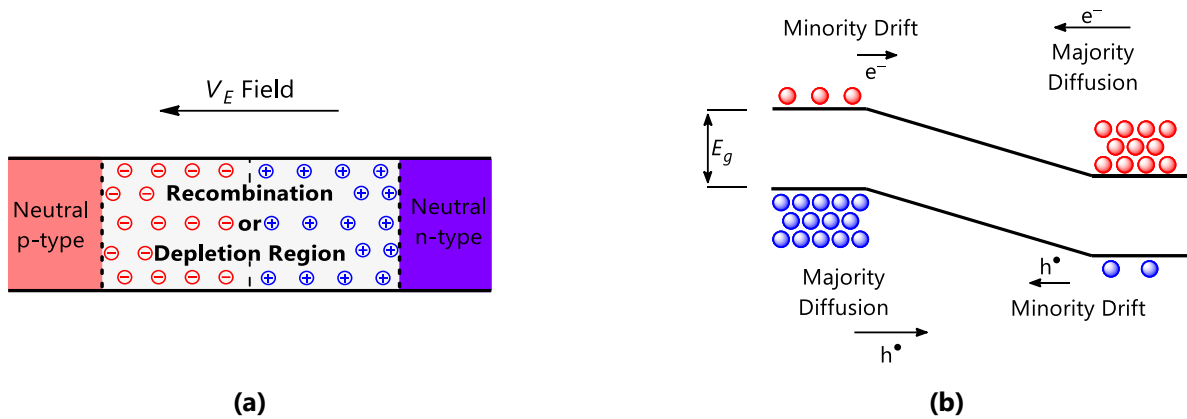 V_E Field
Neutral
p-type
Recombination
or
Depletion Region
Neutral
n-type
(a)
Minority Drift
e⁻
e⁻
Majority
Diffusion
E_g
Majority
Diffusion
h•
h•
Minority Drift
(b)